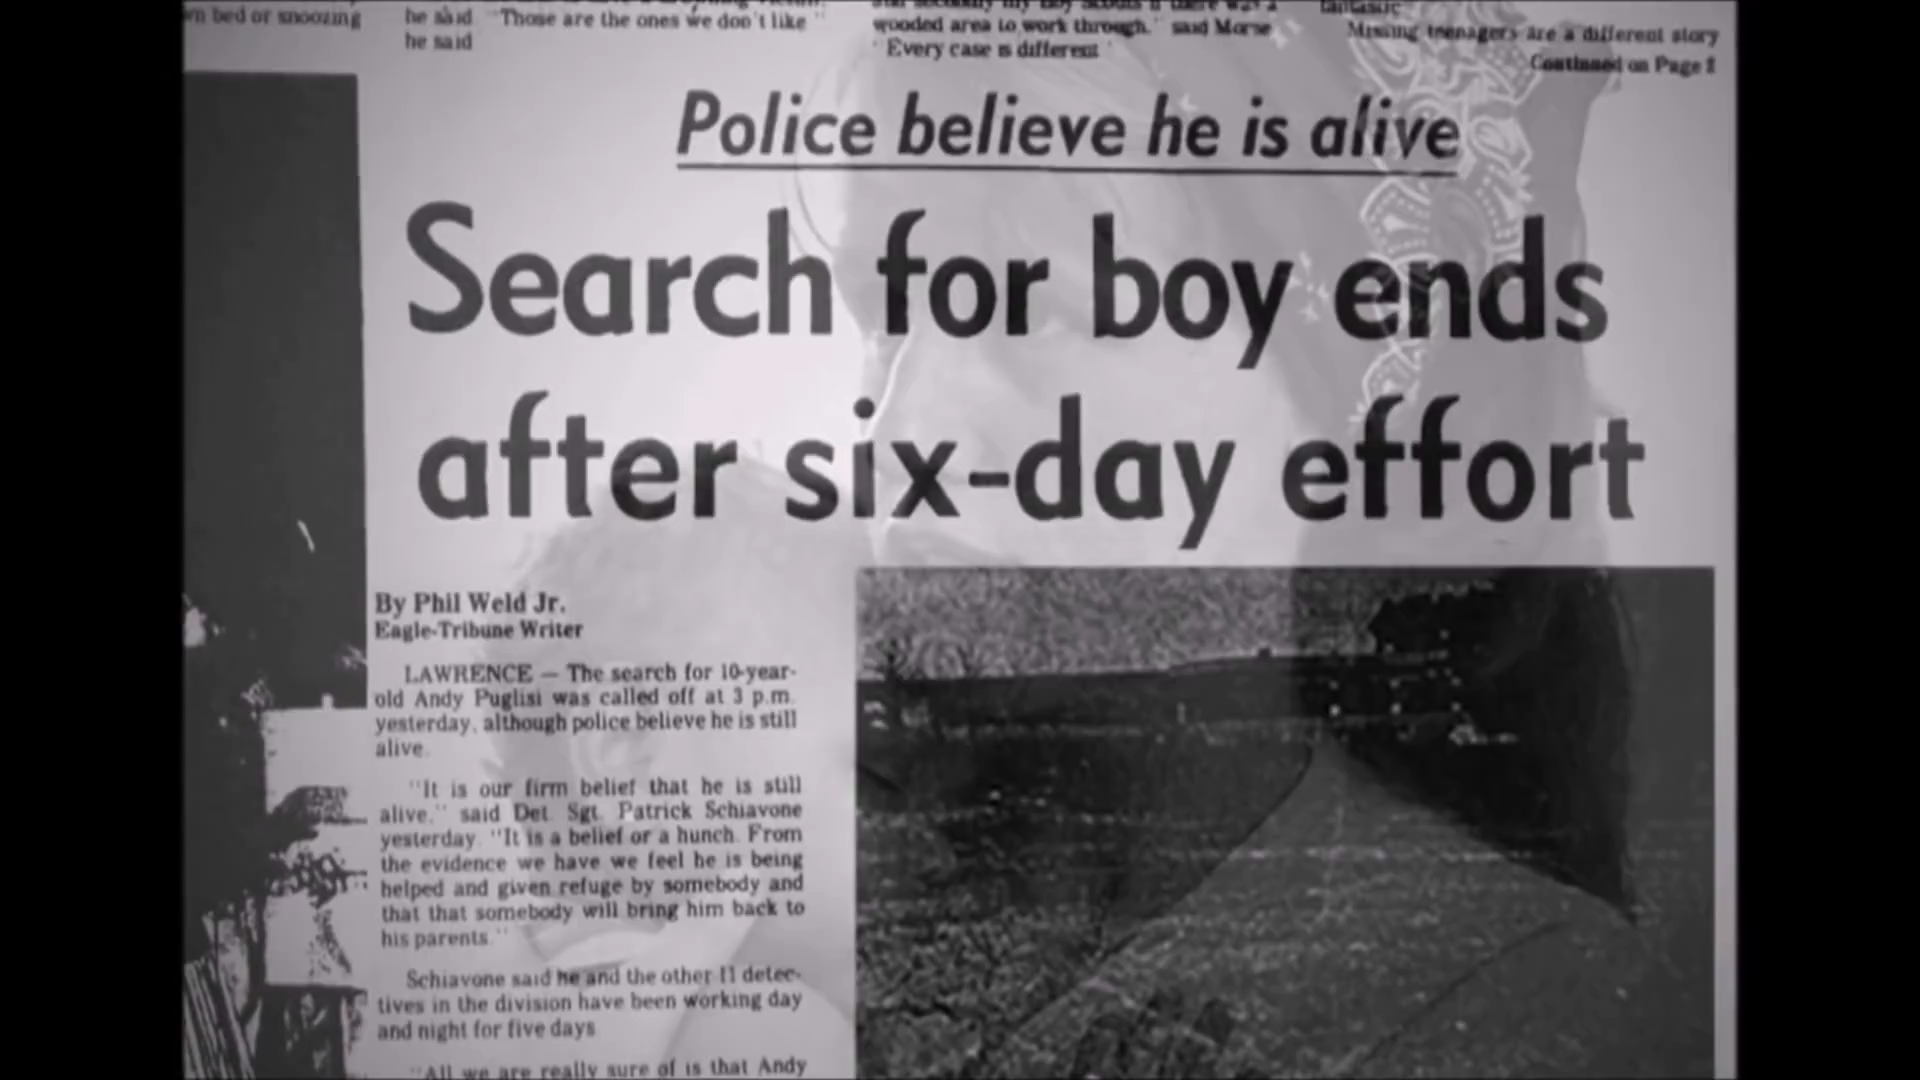 wn bed or snoozing
he said "Those are the ones we don't like"
he said
wooded area to work through." said Morse
"Every case is different"
fantastic
Missing teenagers are a different story
Continued on Page 2
Police believe he is alive
Search for boy ends
after six-day effort
By Phil Weld Jr.
Eagle-Tribune Writer
LAWRENCE — The search for 10-year-
old Andy Puglisi was called off at 3 p.m.
yesterday, although police believe he is still
alive.
"It is our firm belief that he is still
alive," said Det. Sgt. Patrick Schiavone
yesterday. "It is a belief or a hunch. From
the evidence we have we feel he is being
helped and given refuge by somebody and
that that somebody will bring him back to
his parents."
Schiavone said he and the other 11 detec-
tives in the division have been working day
and night for five days
"All we are really sure of is that Andy